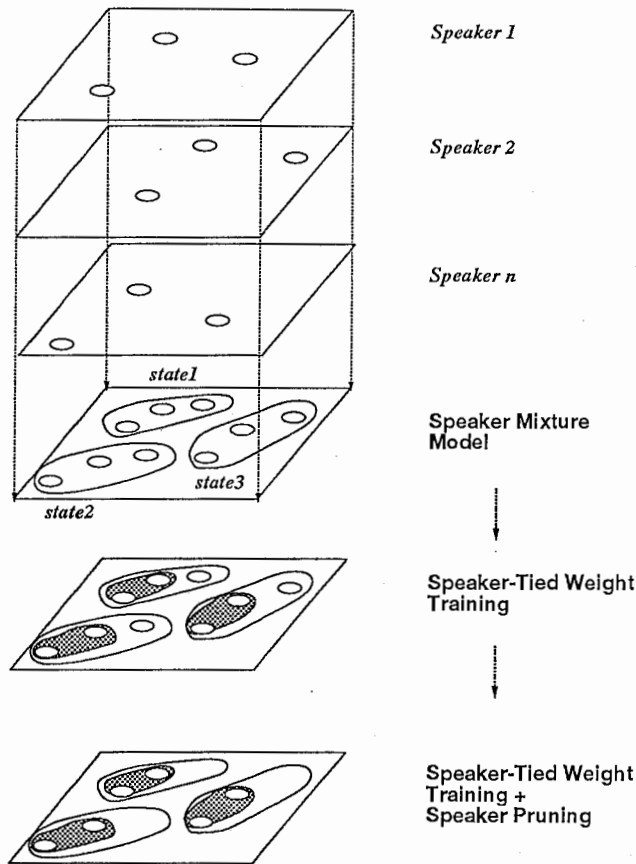 Speaker 1
Speaker 2
Speaker n
state1
Speaker Mixture
Model
state3
state2
Speaker-Tied Weight
Training
Speaker-Tied Weight
Training +
Speaker Pruning